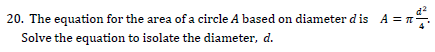 20. The equation for the area of a circle A based on diameter d is A = π d²/4.
Solve the equation to isolate the diameter, d.